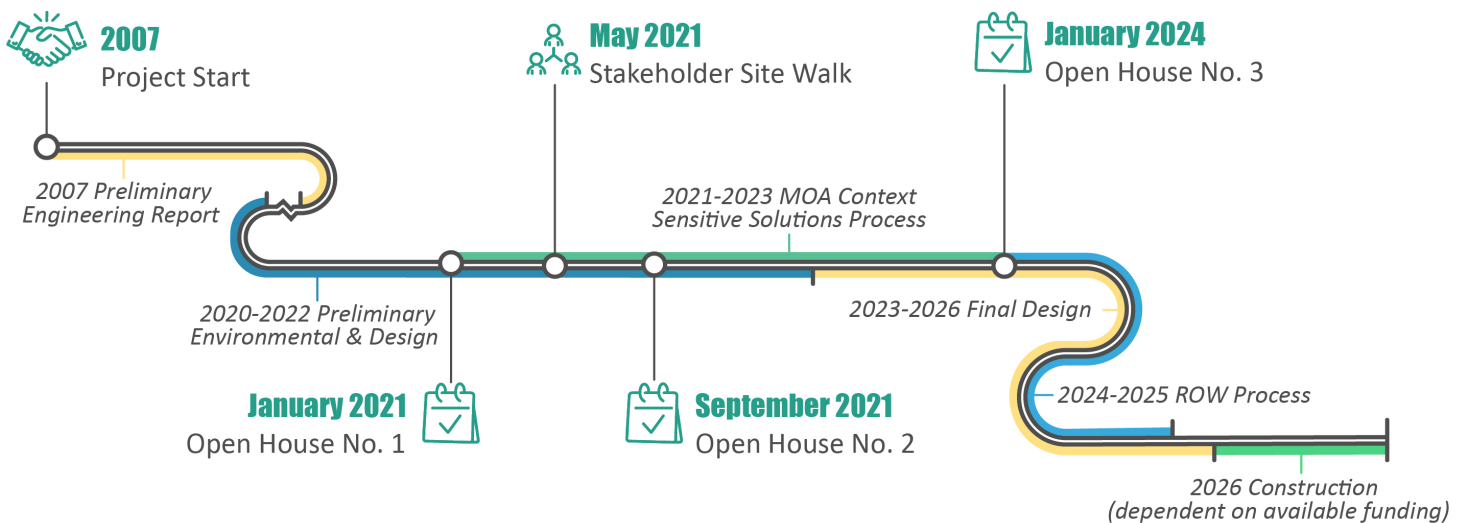 2007
Project Start
May 2021
Stakeholder Site Walk
January 2024
Open House No. 3
2007 Preliminary
Engineering Report
2021-2023 MOA Context
Sensitive Solutions Process
2020-2022 Preliminary
Environmental & Design
2023-2026 Final Design
January 2021
Open House No. 1
September 2021
Open House No. 2
2024-2025 ROW Process
2026 Construction
(dependent on available funding)